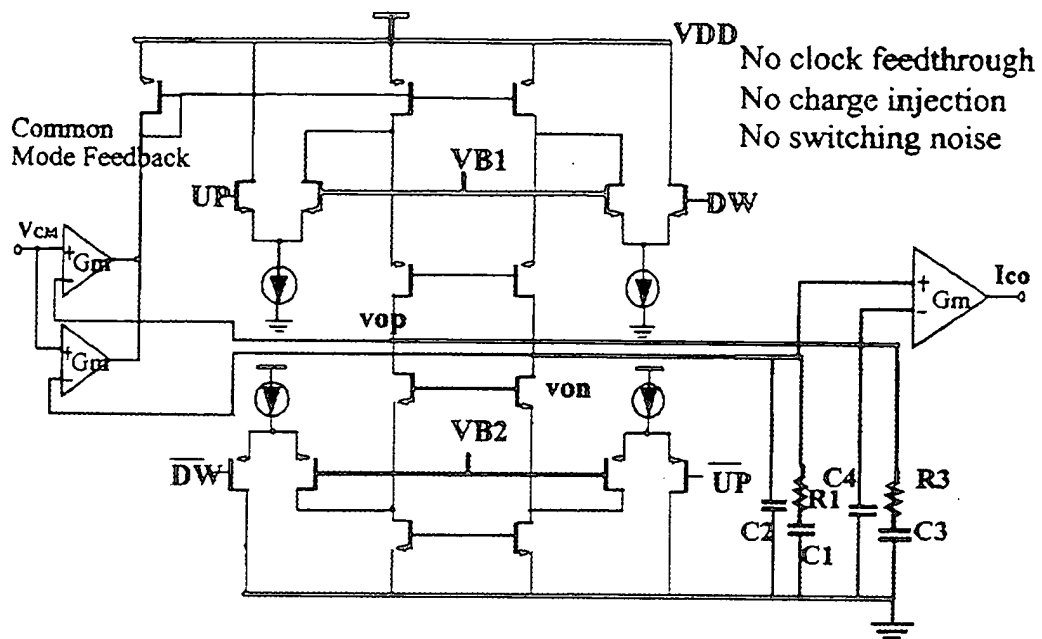 VDD
No clock feedthrough
No charge injection
No switching noise
Common
Mode Feedback
VB1
UP
DW
VCM
+
Gm
-
+
Gm
-
vop
+
Gm
-
Ico
von
VB2
DW
UP
C4
R3
R1
C2
C3
C1